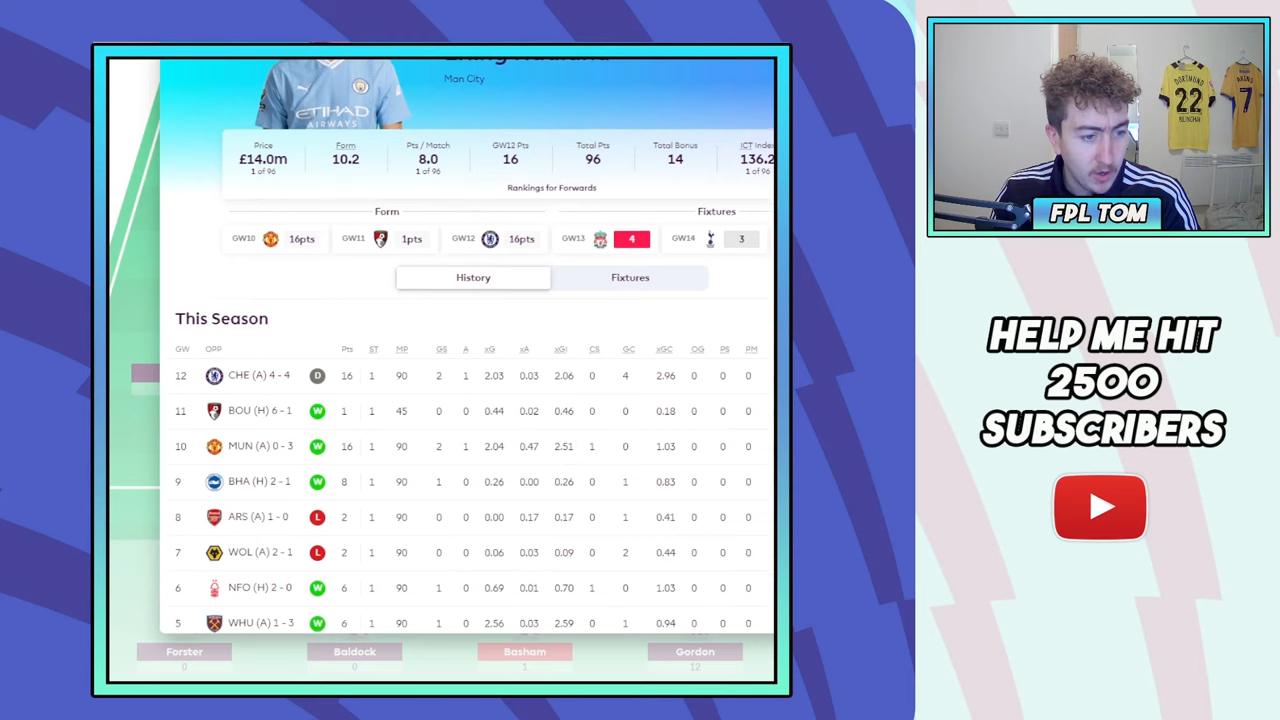 Erling Haaland
Man City
ETIHAD
AIRWAYS
Price Form Pts / Match GW12 Pts Total Pts Total Bonus ICT Index
£14.0m 10.2 8.0 16 96 14 136.2
1 of 96 1 of 96 1 of 96
Rankings for Forwards
Form Fixtures
GW10 16pts GW11 1pts GW12 16pts GW13 4 GW14 3
History Fixtures
This Season
GW OPP Pts ST MP GS A xG xA xGI CS GC xGC OG PS PM
12 CHE (A) 4 - 4 D 16 1 90 2 1 2.03 0.03 2.06 0 4 2.96 0 0 0
11 BOU (H) 6 - 1 W 1 1 45 0 0 0.44 0.02 0.46 0 0 0.18 0 0 0
10 MUN (A) 0 - 3 W 16 1 90 2 1 2.04 0.47 2.51 1 0 1.03 0 0 0
9 BHA (H) 2 - 1 W 8 1 90 1 0 0.26 0.00 0.26 0 1 0.83 0 0 0
8 ARS (A) 1 - 0 L 2 1 90 0 0 0.00 0.17 0.17 0 1 0.41 0 0 0
7 WOL (A) 2 - 1 L 2 1 90 0 0 0.06 0.03 0.09 0 2 0.44 0 0 0
6 NFO (H) 2 - 0 W 6 1 90 1 0 0.69 0.01 0.70 1 0 1.03 0 0 0
5 WHU (A) 1 - 3 W 6 1 90 1 0 2.56 0.03 2.59 0 1 0.94 0 0 0
Forster Baldock Basham Gordon
0 0 1 12
DORTMUND
22
BELLINGHAM
AKINS
7
FPL TOM
HELP ME HIT
2500
SUBSCRIBERS